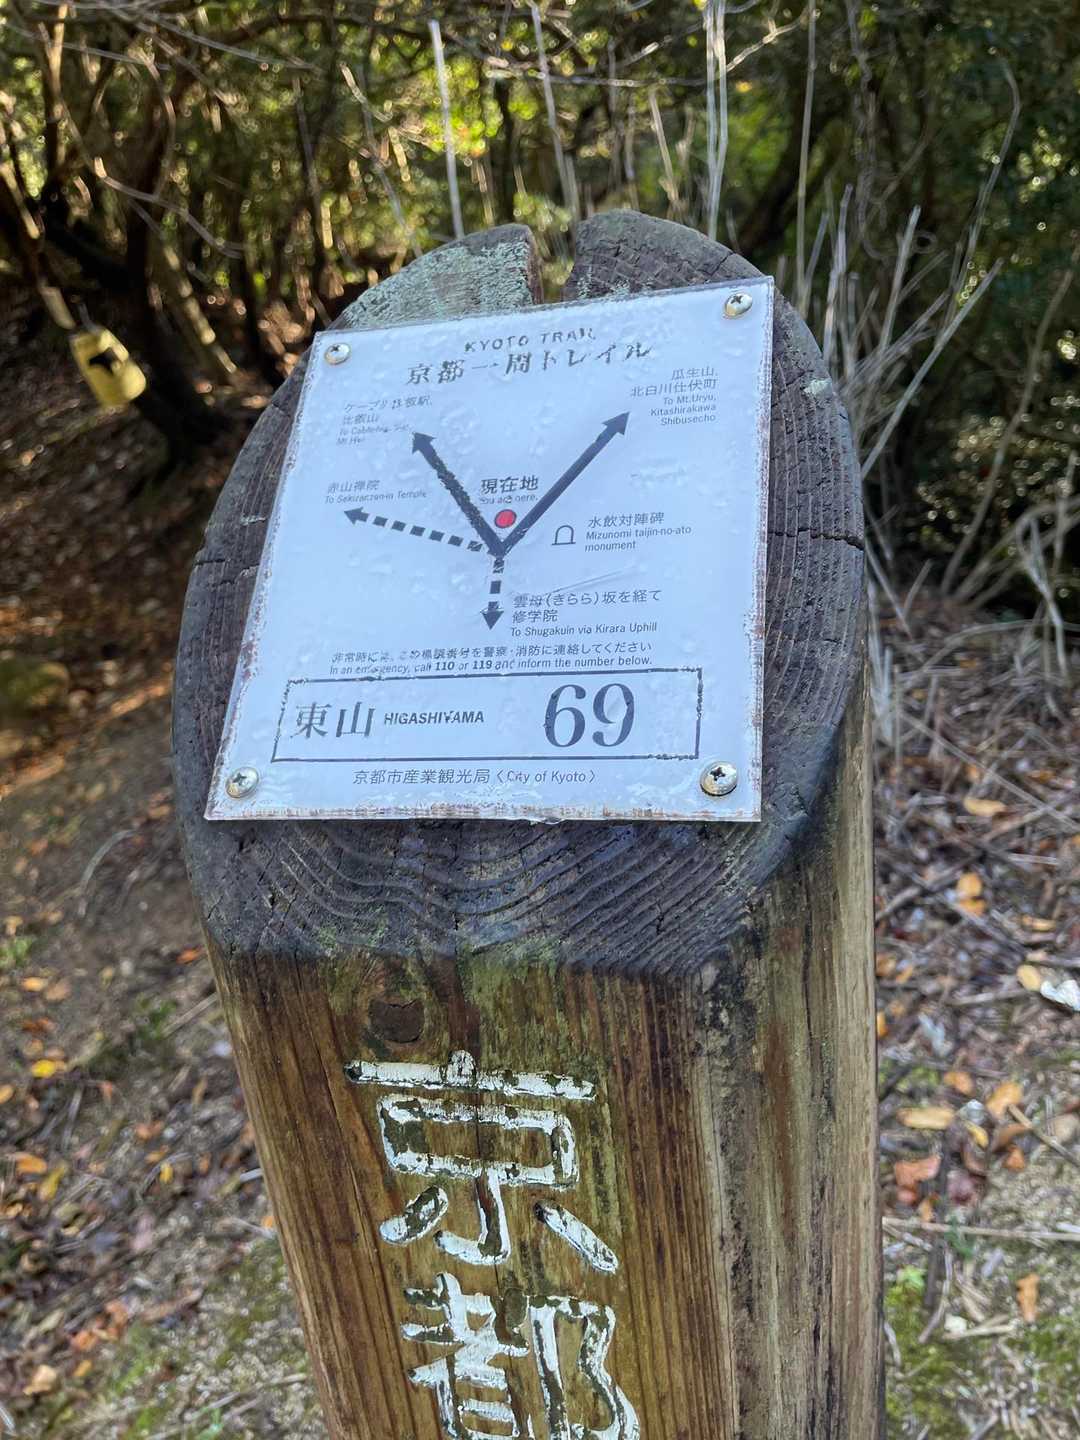 KYOTO TRAIL
京都一周トレイル
瓜生山,
北白川仕伏町
To Mt.Uryu,
Kitashirakawa
Shibusecho
ケーブル比叡駅,
比叡山
To Cable
Mt Hiei
赤山禅院
To Sekizanzen-in Temple
現在地
You are here.
水飲対陣碑
Mizunomi taijin-no-ato
monument
雲母(きらら)坂を経て
修学院
To Shugakuin via Kirara Uphill
非常時には、この標識番号を警察・消防に連絡してください
In an emergency, call 110 or 119 and inform the number below.
東山 HIGASHIYAMA 69
京都市産業観光局〈City of Kyoto〉
京都